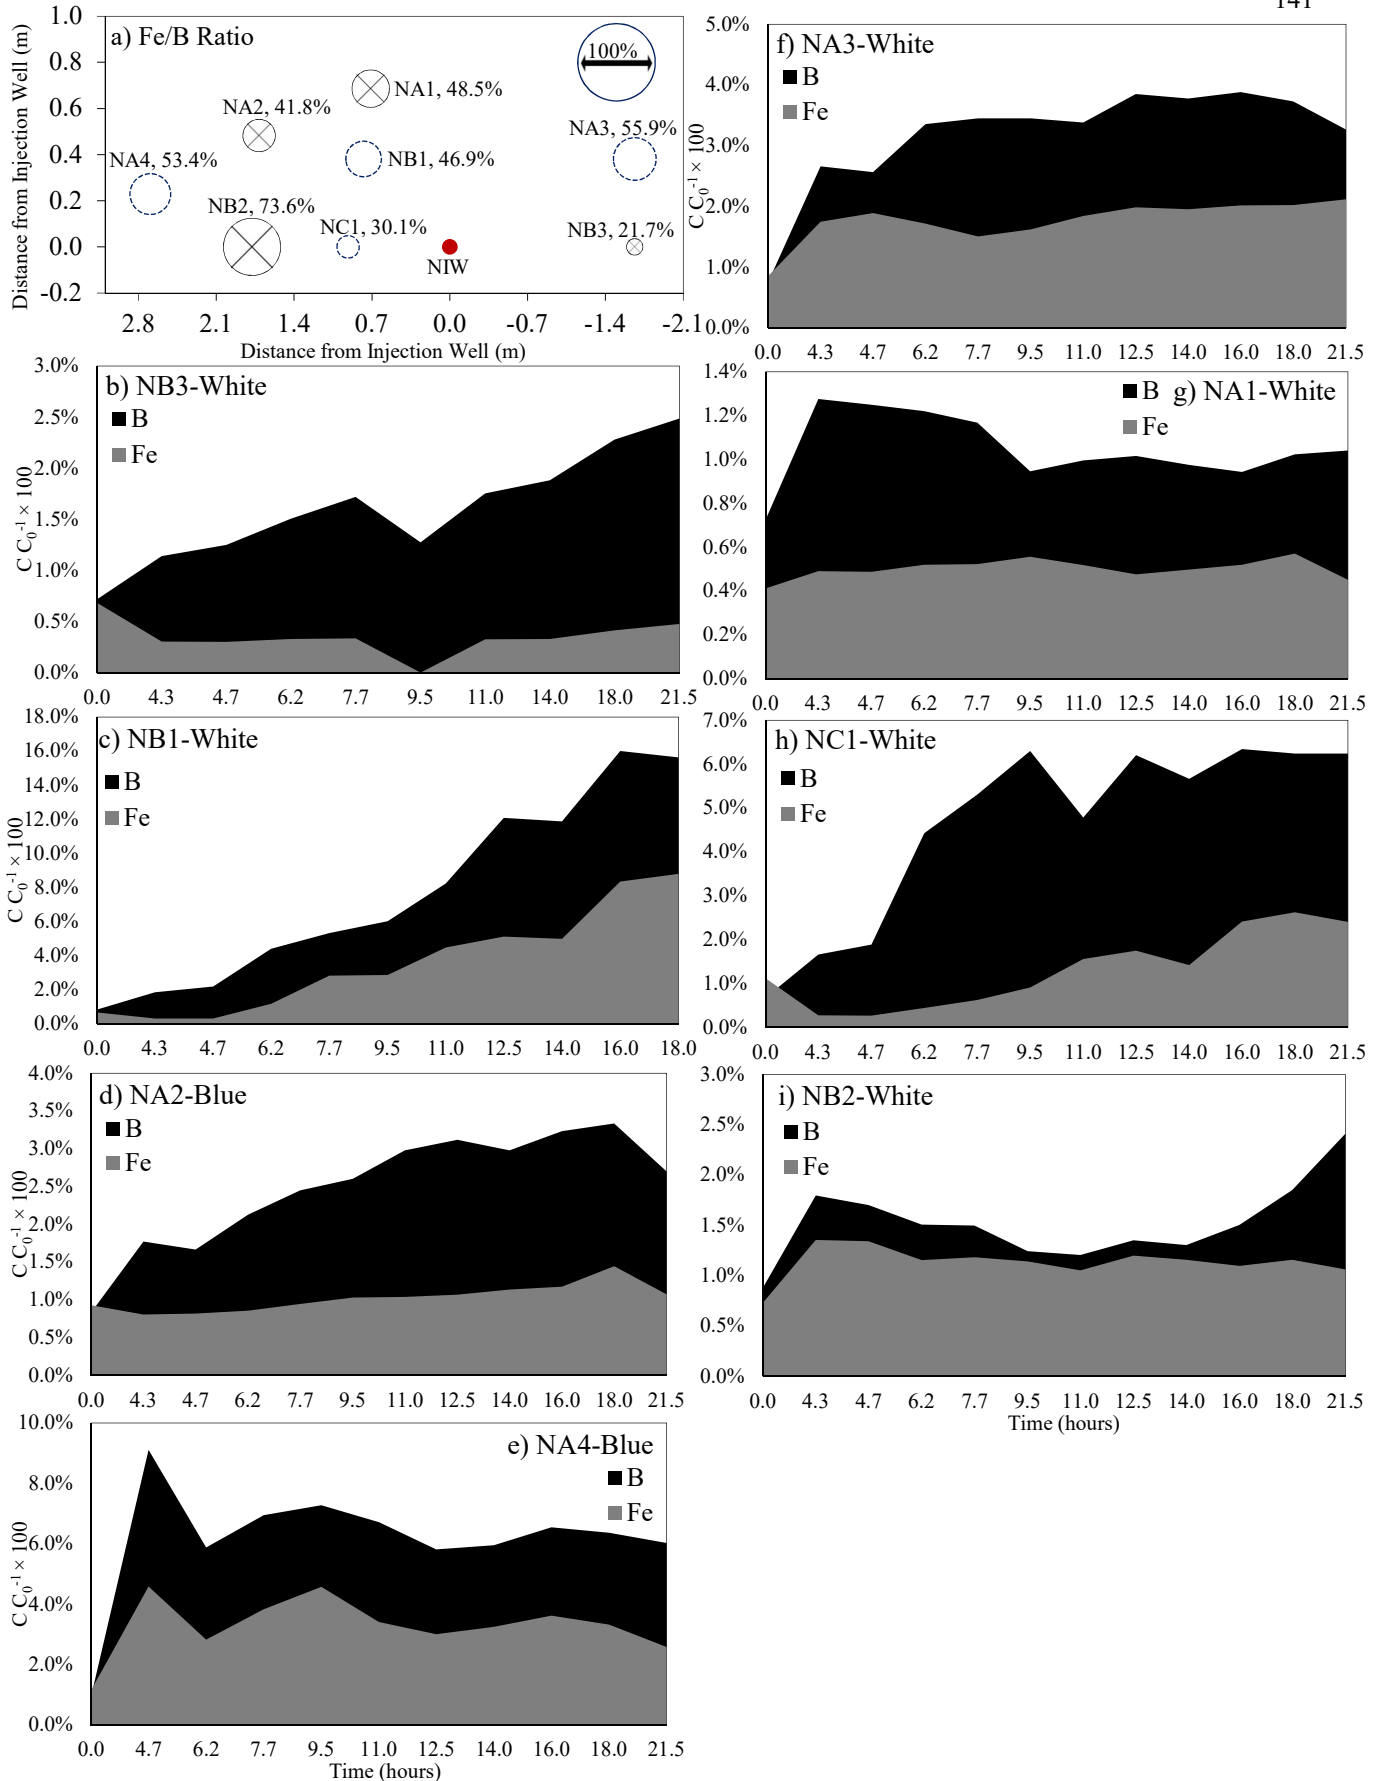 141
a) Fe/B Ratio
Distance from Injection Well (m)
1.0
0.8
0.6
0.4
0.2
0.0
-0.2
100%
NA1, 48.5%
NA2, 41.8%
NA3, 55.9%
NA4, 53.4%
NB1, 46.9%
NB2, 73.6%
NC1, 30.1%
NB3, 21.7%
NIW
2.8 2.1 1.4 0.7 0.0 -0.7 -1.4 -2.1
Distance from Injection Well (m)
b) NB3-White
B
Fe
C C₀⁻¹ × 100
3.0%
2.5%
2.0%
1.5%
1.0%
0.5%
0.0%
0.0 4.3 4.7 6.2 7.7 9.5 11.0 14.0 18.0 21.5
c) NB1-White
B
Fe
C C₀⁻¹ × 100
18.0%
16.0%
14.0%
12.0%
10.0%
8.0%
6.0%
4.0%
2.0%
0.0%
0.0 4.3 4.7 6.2 7.7 9.5 11.0 12.5 14.0 16.0 18.0
d) NA2-Blue
B
Fe
C C₀⁻¹ × 100
4.0%
3.5%
3.0%
2.5%
2.0%
1.5%
1.0%
0.5%
0.0%
0.0 4.3 4.7 6.2 7.7 9.5 11.0 12.5 14.0 16.0 18.0 21.5
e) NA4-Blue
B
Fe
C C₀⁻¹ × 100
10.0%
8.0%
6.0%
4.0%
2.0%
0.0%
0.0 4.7 6.2 7.7 9.5 11.0 12.5 14.0 16.0 18.0 21.5
Time (hours)
f) NA3-White
B
Fe
C C₀⁻¹ × 100
5.0%
4.0%
3.0%
2.0%
1.0%
0.0%
0.0 4.3 4.7 6.2 7.7 9.5 11.0 12.5 14.0 16.0 18.0 21.5
g) NA1-White
B
Fe
1.4%
1.2%
1.0%
0.8%
0.6%
0.4%
0.2%
0.0%
0.0 4.3 4.7 6.2 7.7 9.5 11.0 12.5 14.0 16.0 18.0 21.5
h) NC1-White
B
Fe
7.0%
6.0%
5.0%
4.0%
3.0%
2.0%
1.0%
0.0%
0.0 4.3 4.7 6.2 7.7 9.5 11.0 12.5 14.0 16.0 18.0 21.5
i) NB2-White
B
Fe
3.0%
2.5%
2.0%
1.5%
1.0%
0.5%
0.0%
0.0 4.3 4.7 6.2 7.7 9.5 11.0 12.5 14.0 16.0 18.0 21.5
Time (hours)